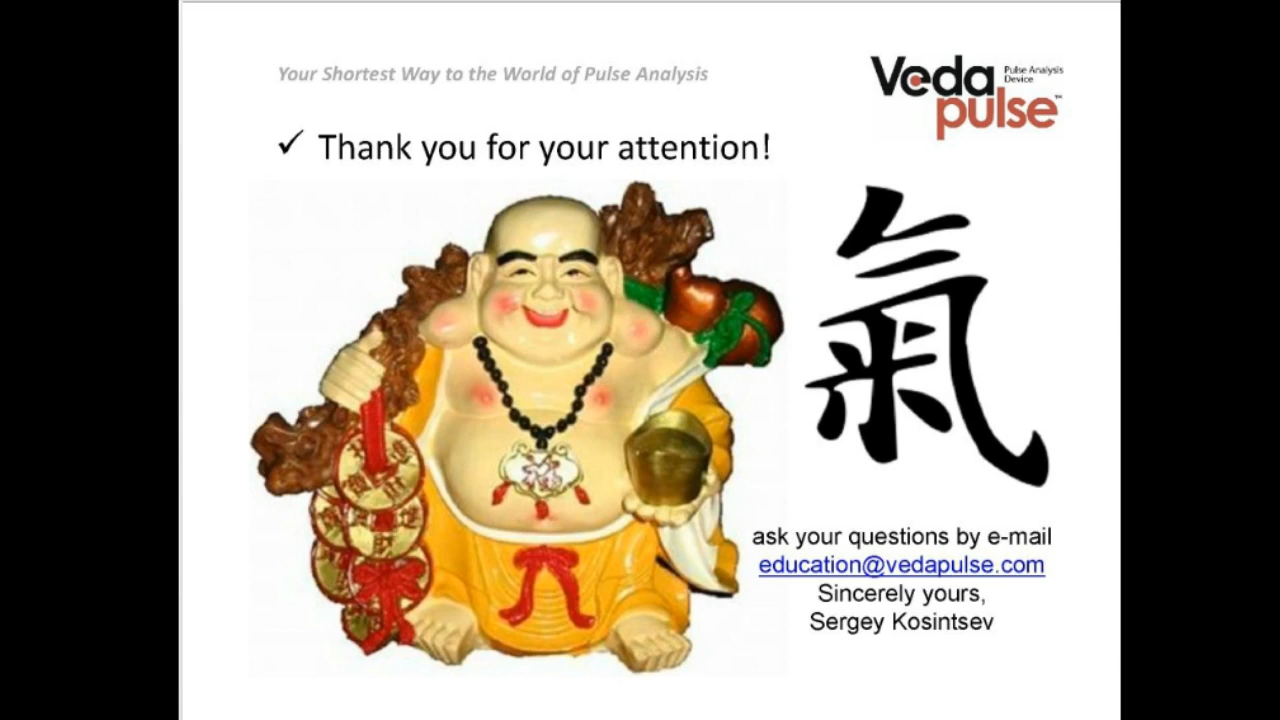 Your Shortest Way to the World of Pulse Analysis
Veda
Pulse Analysis
Device
pulse™
✓ Thank you for your attention!
氣
ask your questions by e-mail
education@vedapulse.com
Sincerely yours,
Sergey Kosintsev